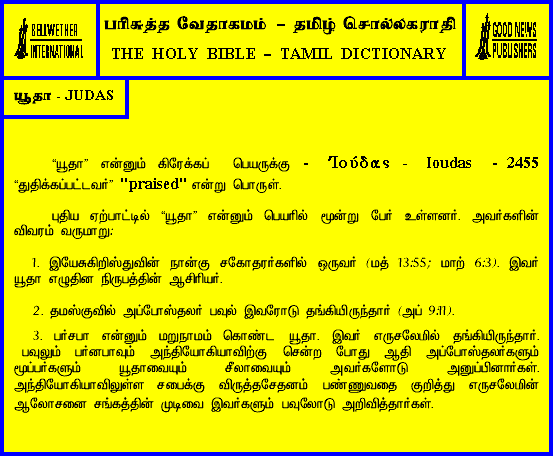 BELLWETHER
INTERNATIONAL
பரிசுத்த வேதாகமம் – தமிழ் சொல்லகராதி
THE HOLY BIBLE – TAMIL DICTIONARY
GOOD NEWS
PUBLISHERS
யூதா - JUDAS
“யூதா” என்னும் கிரேக்கப் பெயருக்கு - Ἰούδας - Ioudas - 2455
“துதிக்கப்பட்டவர்” "praised" என்று பொருள்.
புதிய ஏற்பாட்டில் “யூதா” என்னும் பெயரில் மூன்று பேர் உள்ளனர். அவர்களின்
விவரம் வருமாறு:
1. இயேசுகிறிஸ்துவின் நான்கு சகோதரர்களில் ஒருவர் (மத் 13:55; மாற் 6:3). இவர்
யூதா எழுதின நிருபத்தின் ஆசிரியர்.
2. தமஸ்குவில் அப்போஸ்தலர் பவுல் இவரோடு தங்கியிருந்தார் (அப் 9:11).
3. பர்சபா என்னும் மறுநாமம் கொண்ட யூதா. இவர் எருசலேமில் தங்கியிருந்தார்.
பவுலும் பர்னபாவும் அந்தியோகியாவிற்கு சென்ற போது ஆதி அப்போஸ்தலர்களும்
மூப்பர்களும் யூதாவையும் சீலாவையும் அவர்களோடு அனுப்பினார்கள்.
அந்தியோகியாவிலுள்ள சபைக்கு விருத்தசேதனம் பண்ணுவதை குறித்து எருசலேமின்
ஆலோசனை சங்கத்தின் முடிவை இவர்களும் பவுலோடு அறிவித்தார்கள்.